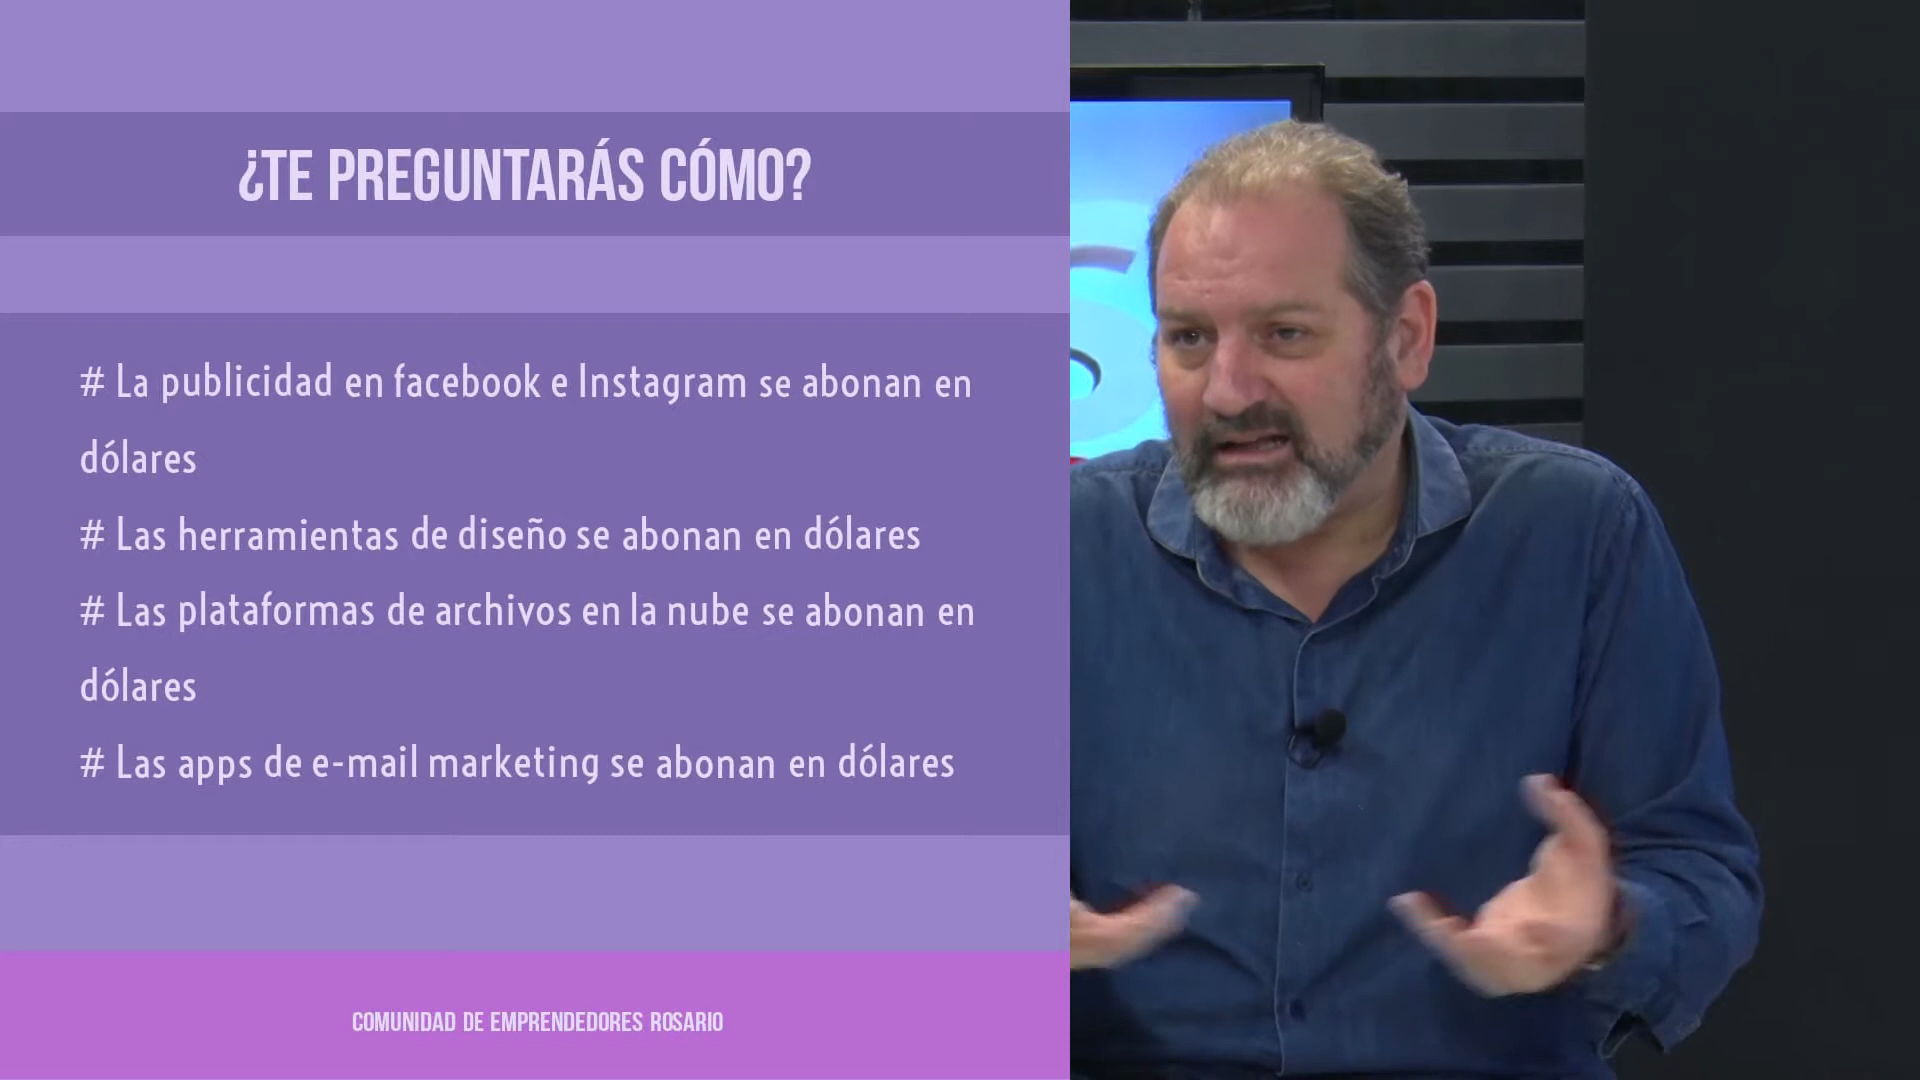 ¿TE PREGUNTARÁS CÓMO?
# La publicidad en facebook e Instagram se abonan en
dólares
# Las herramientas de diseño se abonan en dólares
# Las plataformas de archivos en la nube se abonan en
dólares
# Las apps de e-mail marketing se abonan en dólares
COMUNIDAD DE EMPRENDEDORES ROSARIO